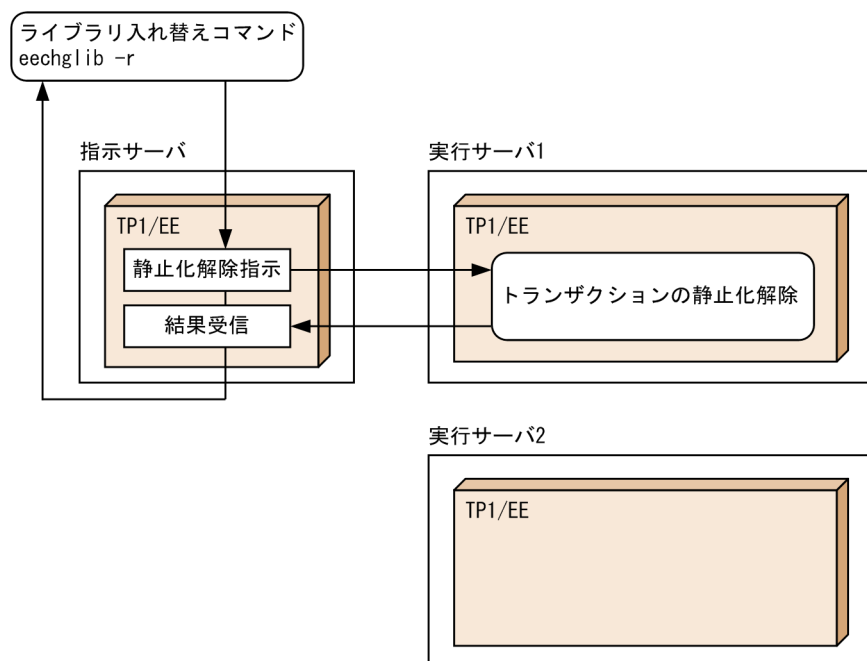 ライブラリ入れ替えコマンド
eechglib -r
指示サーバ
実行サーバ1
TP1/EE
静止化解除指示
結果受信
TP1/EE
トランザクションの静止化解除
実行サーバ2
TP1/EE